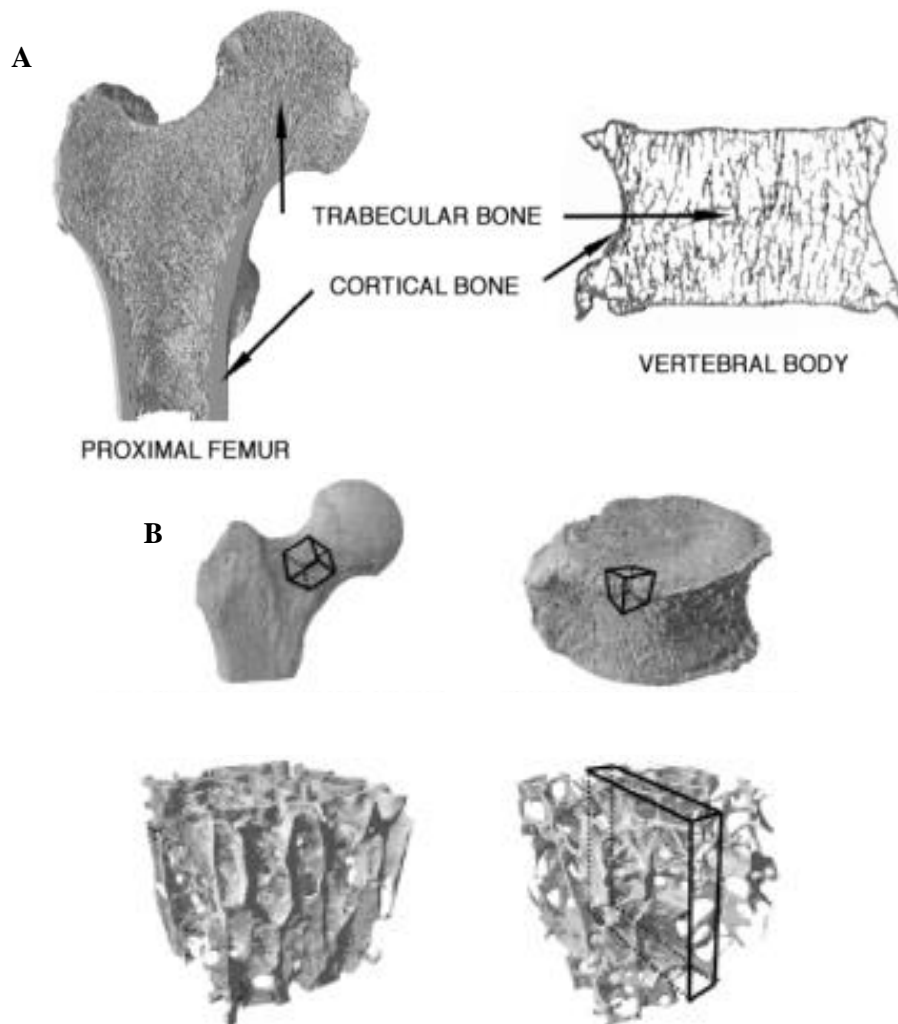 A
TRABECULAR BONE
CORTICAL BONE
VERTEBRAL BODY
PROXIMAL FEMUR
B